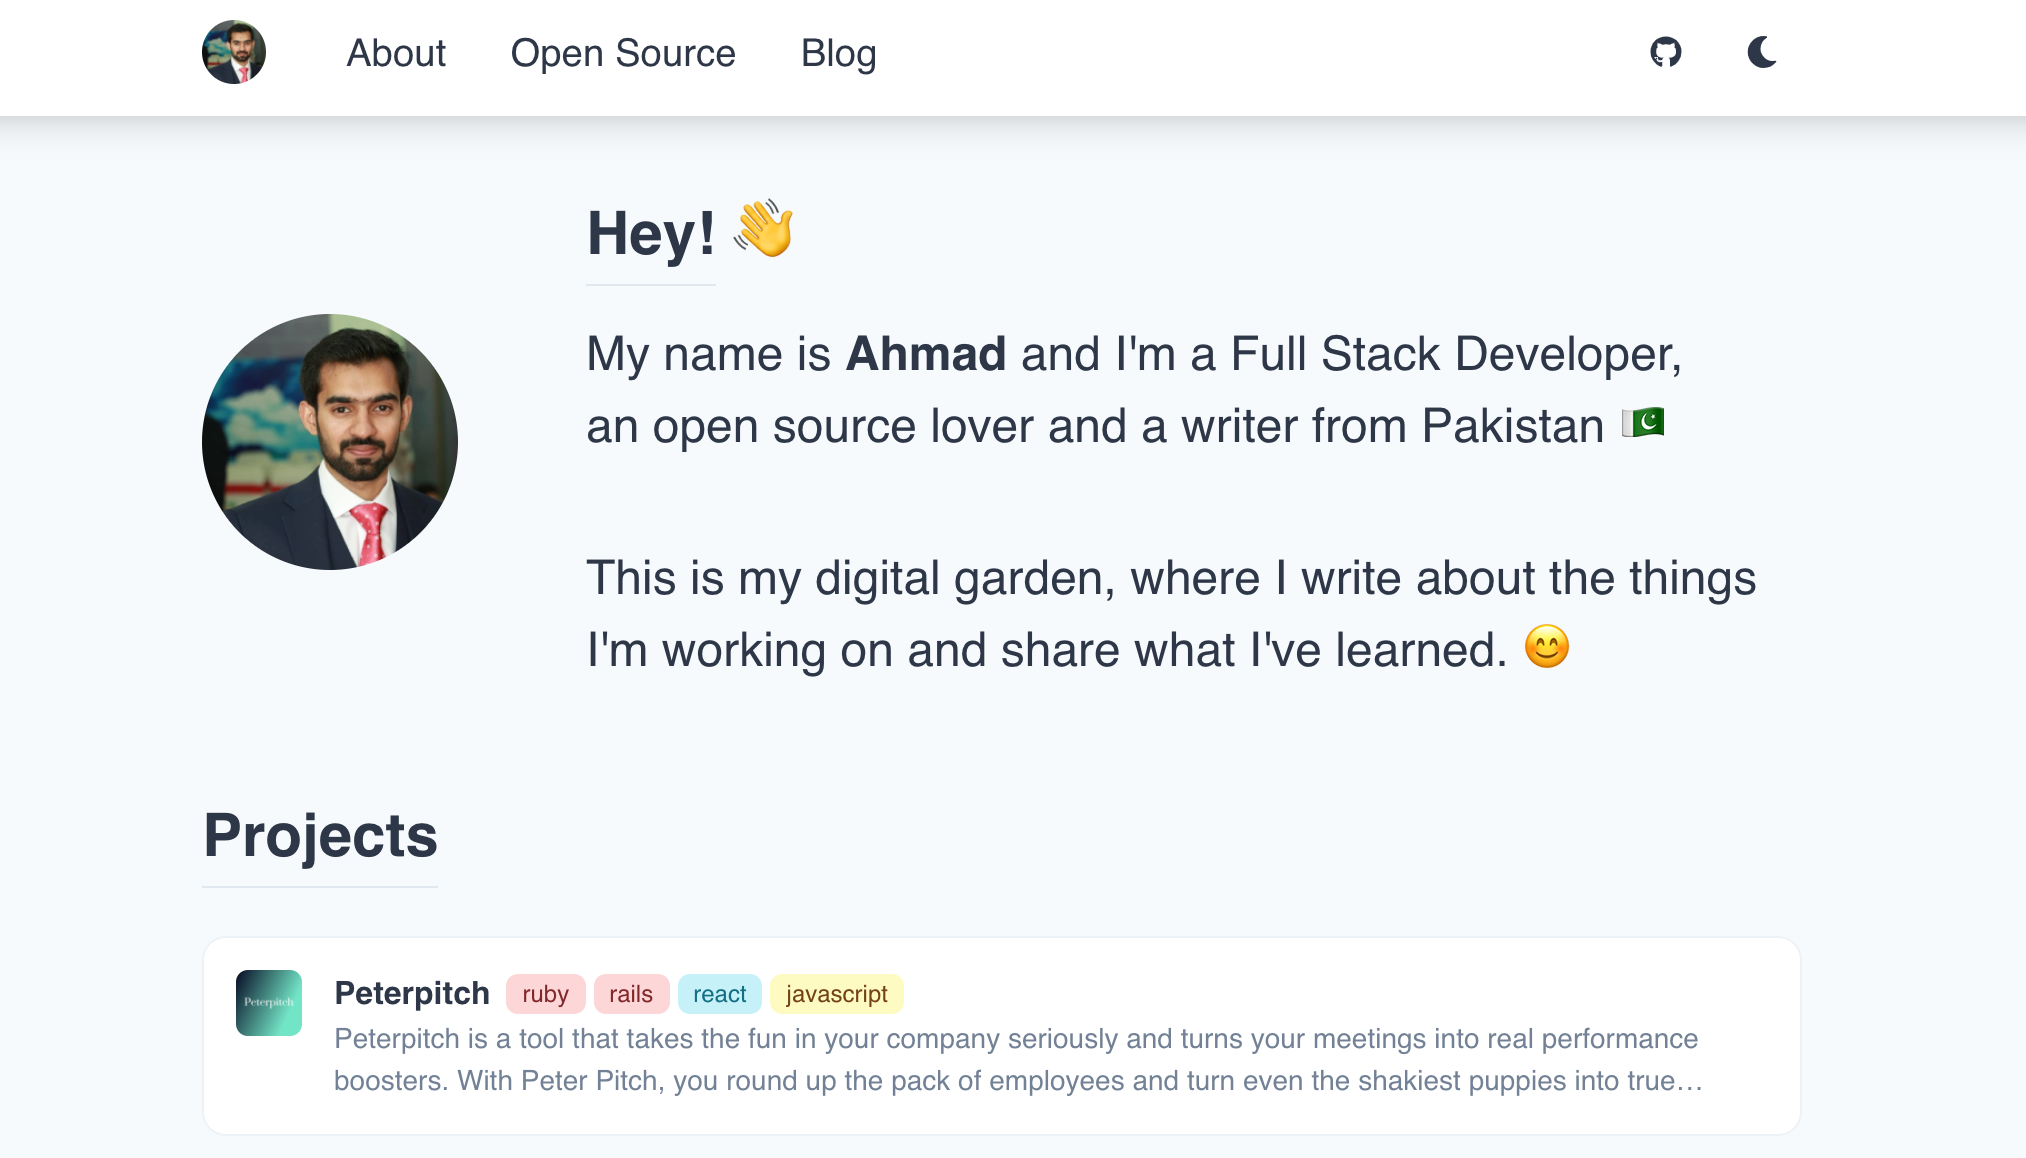 About Open Source Blog
Hey! 👋
My name is Ahmad and I'm a Full Stack Developer,
an open source lover and a writer from Pakistan 🇵🇰
This is my digital garden, where I write about the things
I'm working on and share what I've learned. 😊
Projects
Peterpitch
Peterpitch ruby rails react javascript
Peterpitch is a tool that takes the fun in your company seriously and turns your meetings into real performance
boosters. With Peter Pitch, you round up the pack of employees and turn even the shakiest puppies into true…